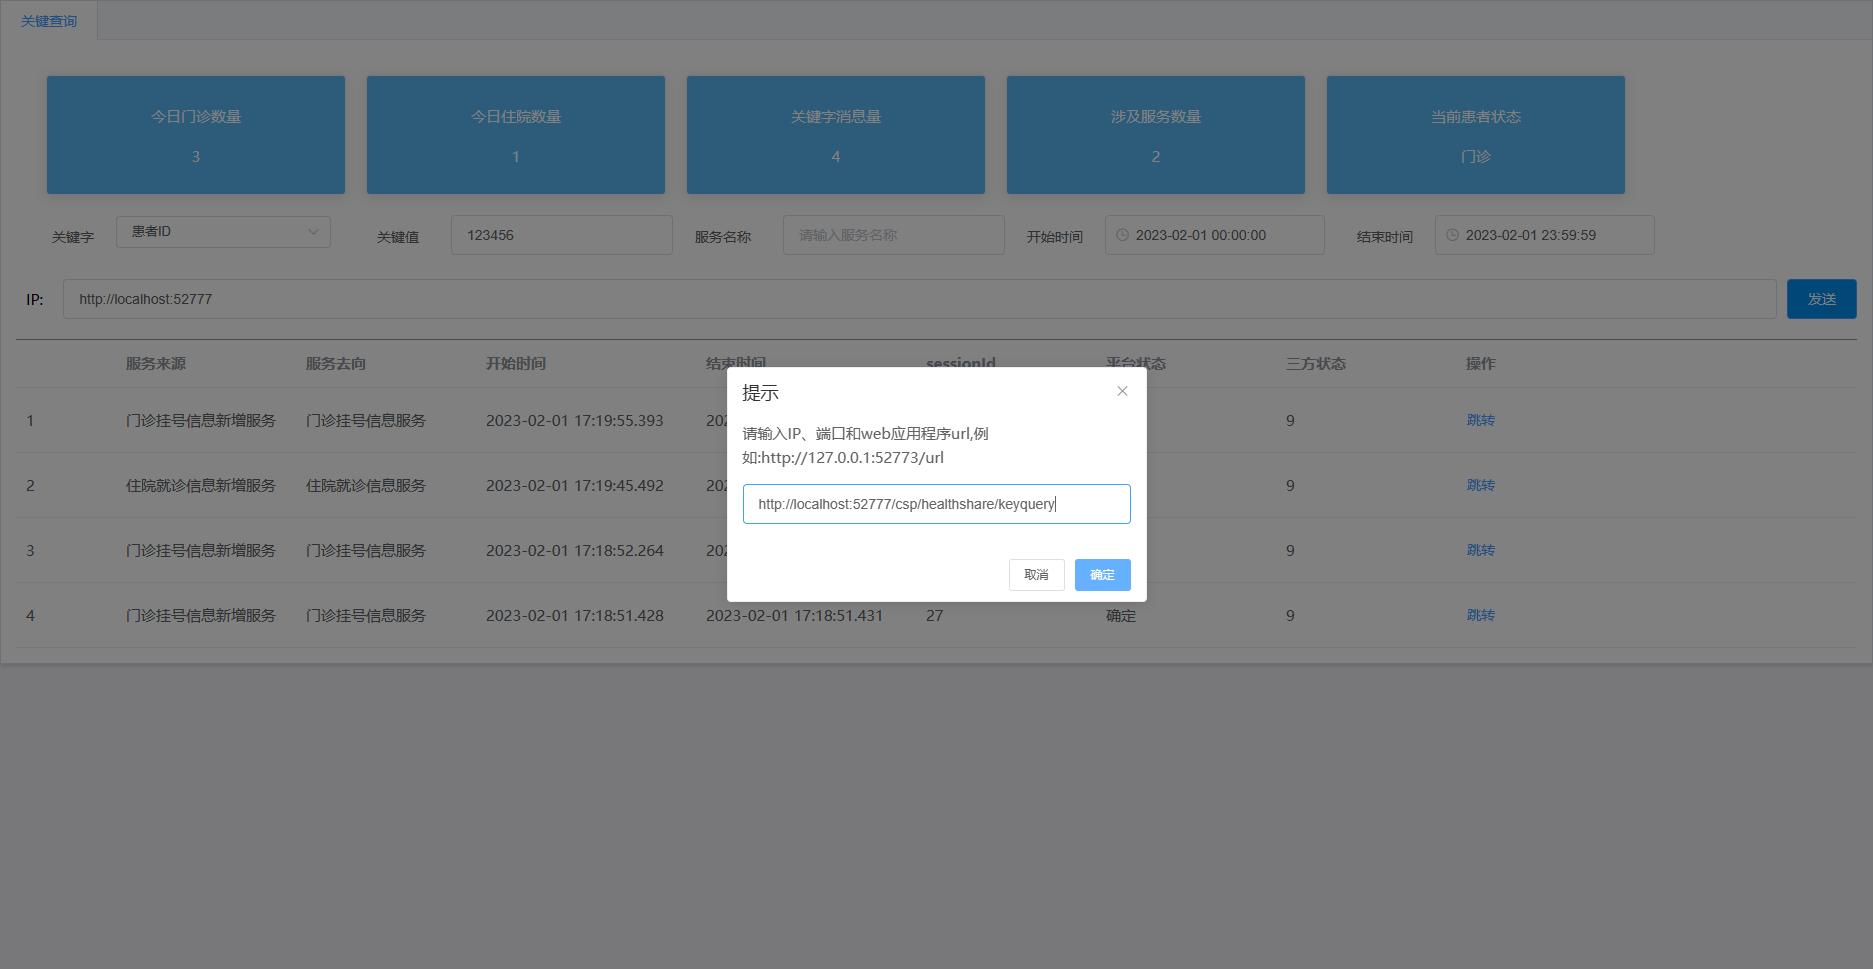 关键查询
今日门诊数量
3
今日住院数量
1
关键字消息量
4
涉及服务数量
2
当前患者状态
门诊
关键字 患者ID 关键值 123456 服务名称 请输入服务名称 开始时间 2023-02-01 00:00:00 结束时间 2023-02-01 23:59:59
IP: http://localhost:52777 发送
服务来源 服务去向 开始时间 结束时间 sessionId 平台状态 三方状态 操作
1 门诊挂号信息新增服务 门诊挂号信息服务 2023-02-01 17:19:55.393 202 9 跳转
2 住院就诊信息新增服务 住院就诊信息服务 2023-02-01 17:19:45.492 202 9 跳转
3 门诊挂号信息新增服务 门诊挂号信息服务 2023-02-01 17:18:52.264 202 9 跳转
4 门诊挂号信息新增服务 门诊挂号信息服务 2023-02-01 17:18:51.428 2023-02-01 17:18:51.431 27 确定 9 跳转
提示
请输入IP、端口和web应用程序url,例
如:http://127.0.0.1:52773/url
http://localhost:52777/csp/healthshare/keyquery
取消 确定